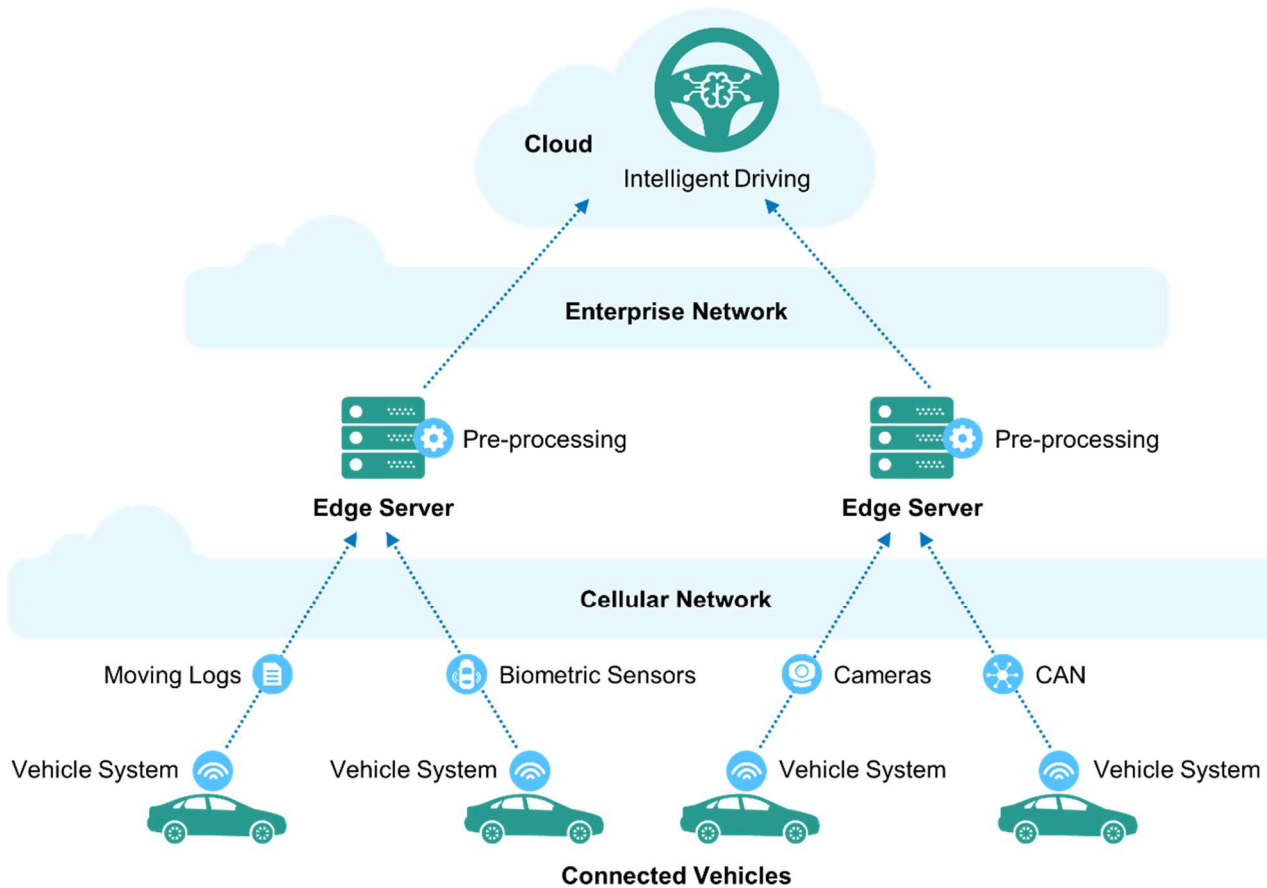 Cloud
Intelligent Driving
Enterprise Network
Pre-processing
Pre-processing
Edge Server
Edge Server
Cellular Network
Moving Logs
Biometric Sensors
Cameras
CAN
Vehicle System
Vehicle System
Vehicle System
Vehicle System
Connected Vehicles